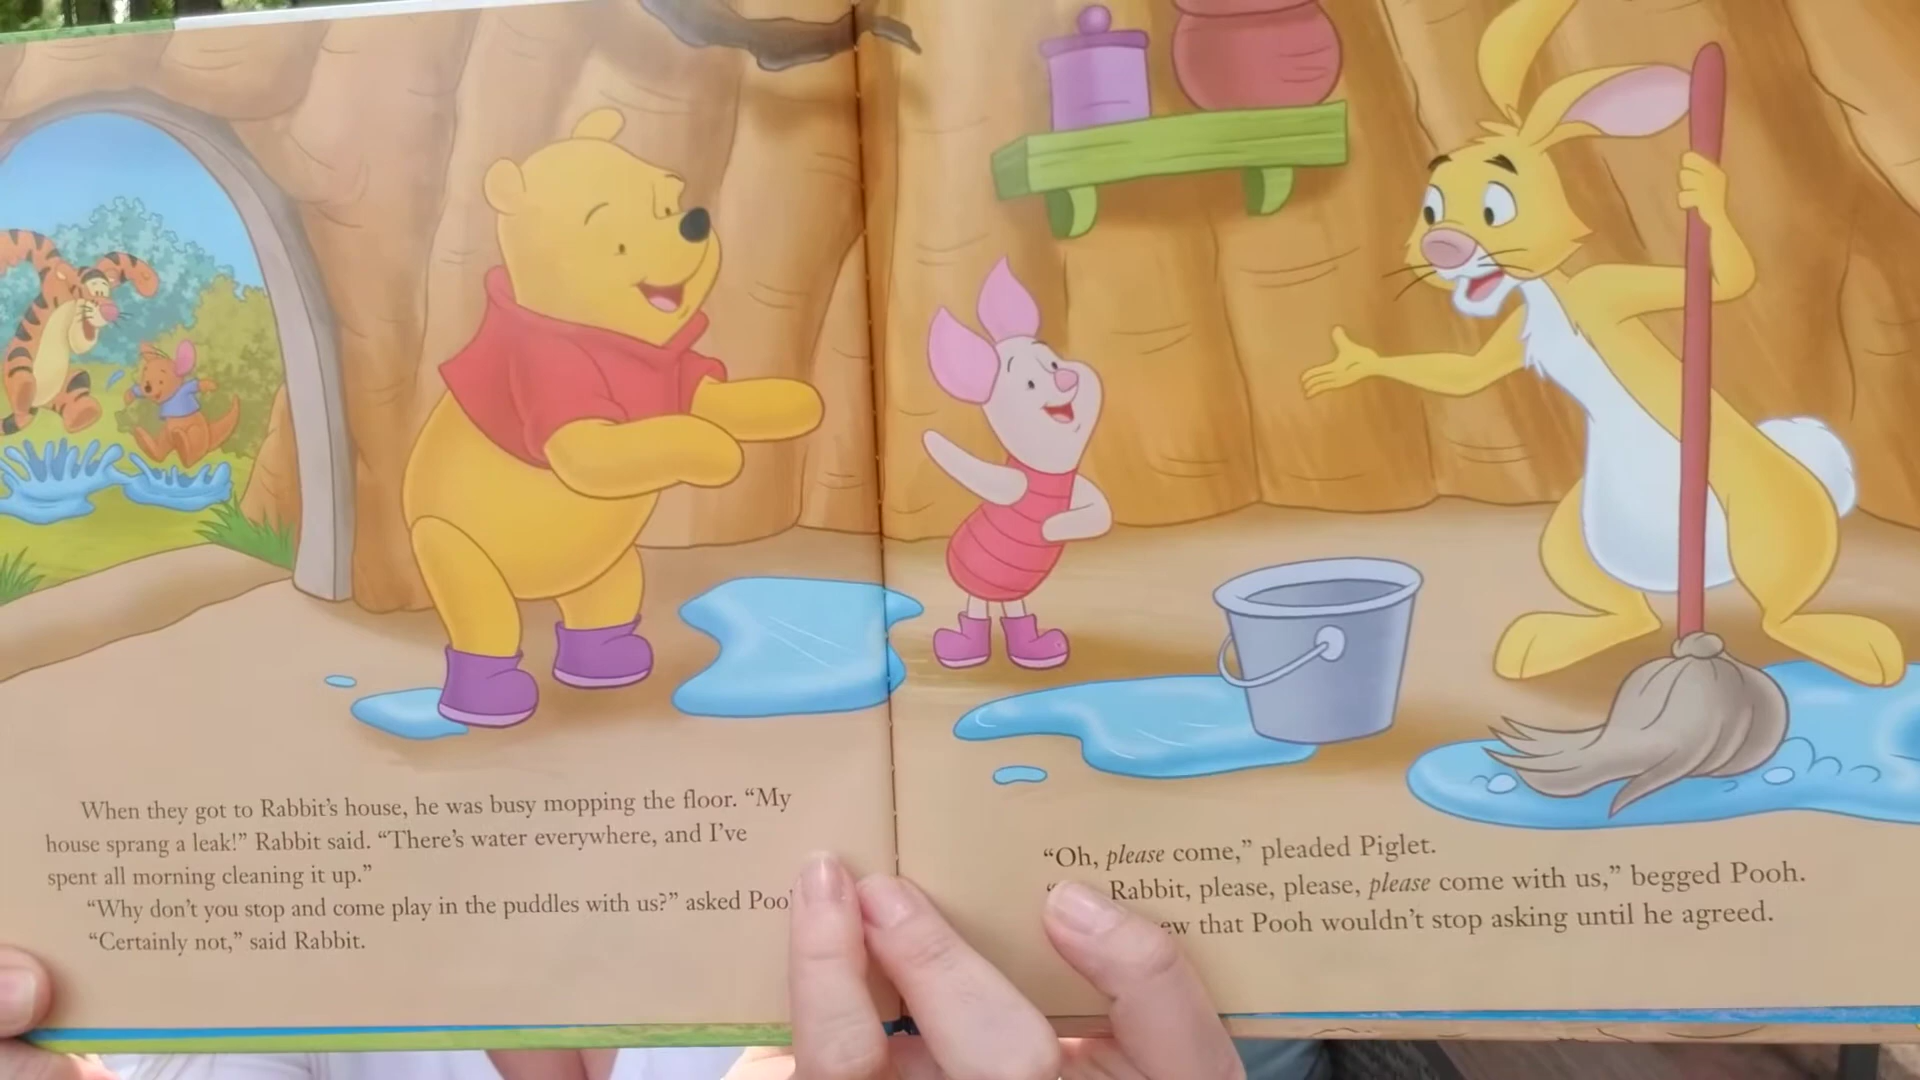 When they got to Rabbit's house, he was busy mopping the floor. “My
house sprang a leak!” Rabbit said. “There's water everywhere, and I've
spent all morning cleaning it up.”
“Why don't you stop and come play in the puddles with us?” asked
“Certainly not,” said Rabbit.
“Oh, please come,” pleaded Piglet.
Rabbit, please, please, please come with us,” begged Pooh.
that Pooh wouldn't stop asking until he agreed.